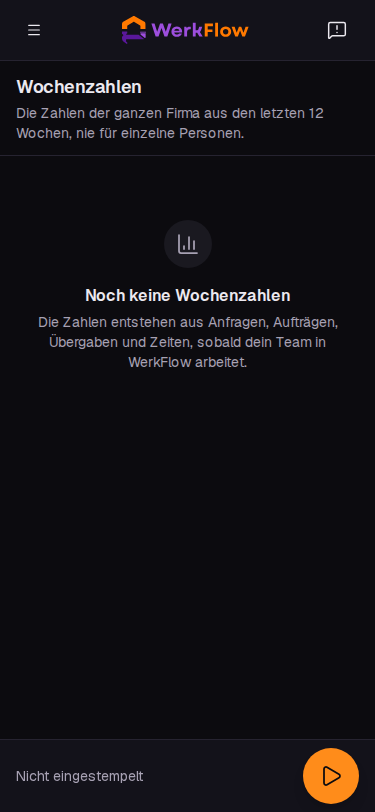 WerkFlow
Wochenzahlen
Die Zahlen der ganzen Firma aus den letzten 12
Wochen, nie für einzelne Personen.
Noch keine Wochenzahlen
Die Zahlen entstehen aus Anfragen, Aufträgen,
Übergaben und Zeiten, sobald dein Team in
WerkFlow arbeitet.
Nicht eingestempelt